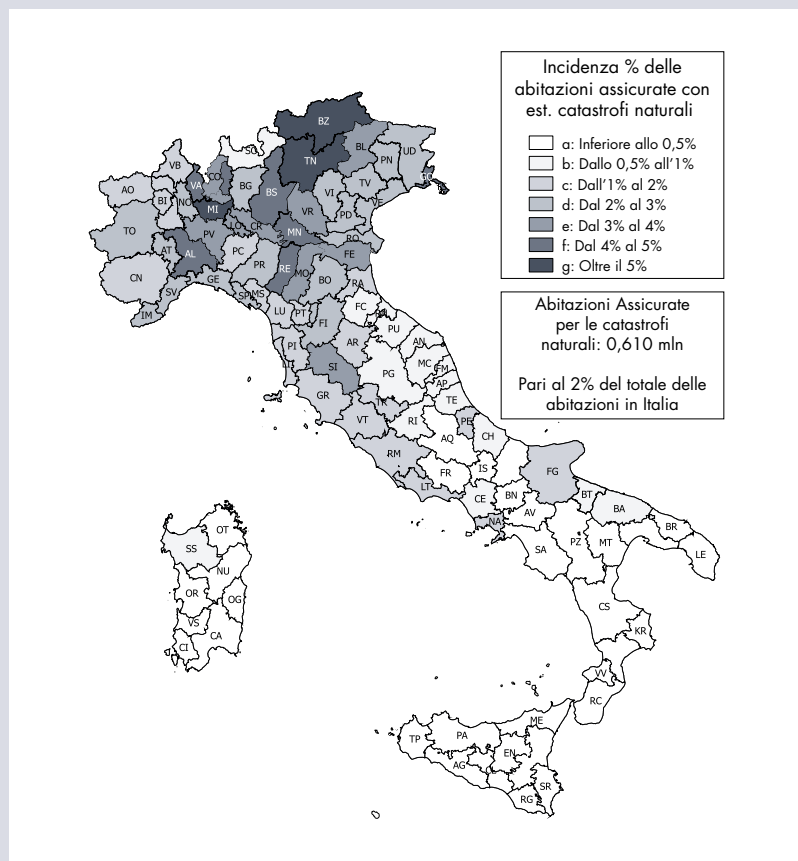 Incidenza % delle
abitazioni assicurate con
est. catastrofi naturali
a: Inferiore allo 0,5%
b: Dallo 0,5% all'1%
c: Dall'1% al 2%
d: Dal 2% al 3%
e: Dal 3% al 4%
f: Dal 4% al 5%
g: Oltre il 5%
Abitazioni Assicurate
per le catastrofi
naturali: 0,610 mln
Pari al 2% del totale delle
abitazioni in Italia
BZ
TN
BL
UD
PN
GO
VB
SO
CO
VA
AO
BI
NO
MI
BG
BS
VI
TV
VE
VR
PD
TO
PV
LO
CR
MN
RO
AT
AL
PC
FE
CN
PR
RE
MO
BO
RA
GE
SV
IM
SP
MS
LU
PT
FI
FC
PU
PI
LI
AR
AN
MC
FM
AP
SI
PG
GR
TR
TE
VT
RI
PE
AQ
CH
RM
FR
IS
FG
LT
CE
BN
BT
BA
NA
AV
BR
SA
PZ
MT
LE
OT
SS
NU
OR
OG
VS
CA
CI
CS
KR
VV
RC
ME
TP
PA
EN
AG
SR
RG